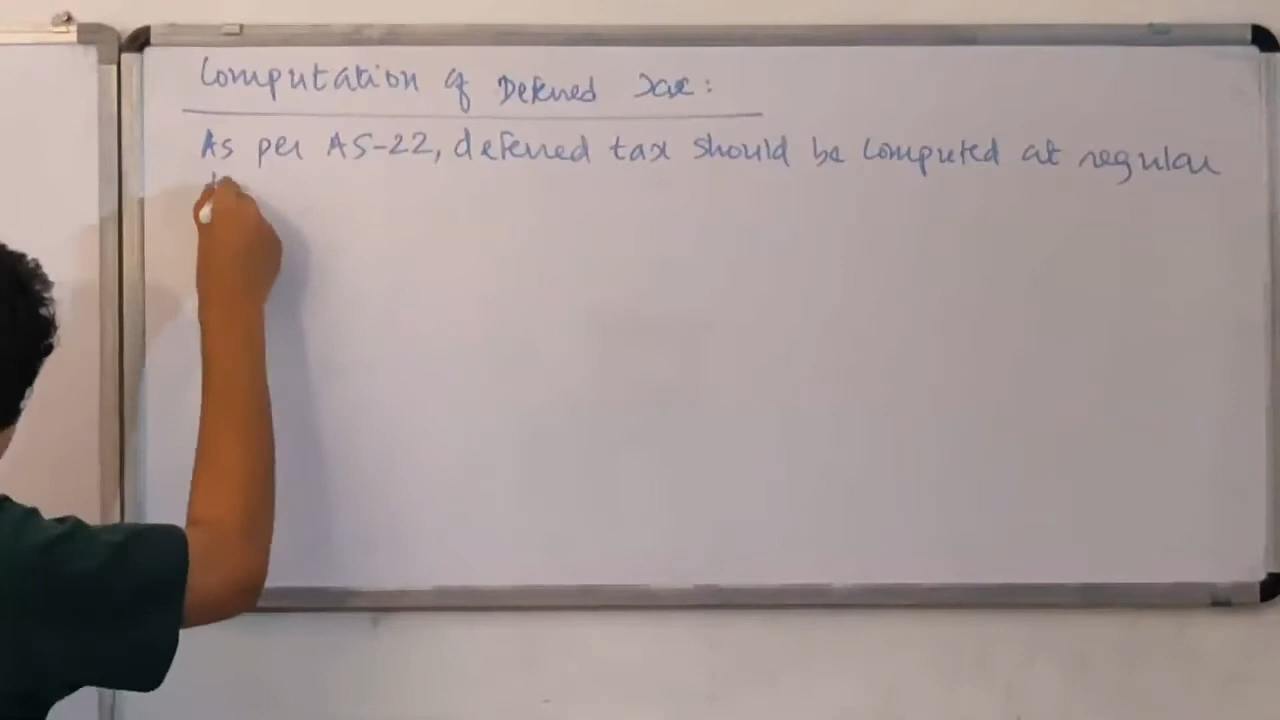 Computation of Deferred Tax:
As per AS-22, deferred tax should be computed at regular